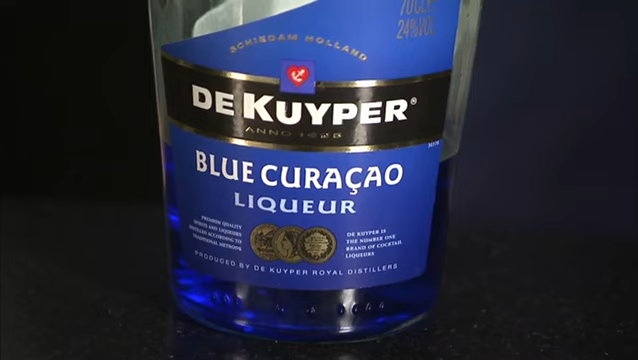 70CLe
24%VOL
SCHIEDAM HOLLAND
DE KUYPER®
ANNO 1695
BLUE CURAÇAO
LIQUEUR
PREMIUM QUALITY
SPIRITS AND LIQUEURS
DISTILLED ACCORDING TO
TRADITIONAL METHODS
DE KUYPER IS
THE NUMBER ONE
BRAND OF COCKTAIL
LIQUEURS
PRODUCED BY DE KUYPER ROYAL DISTILLERS